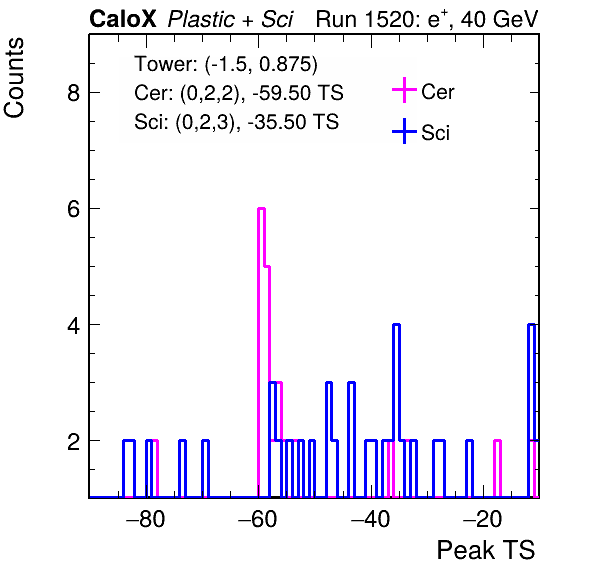 CaloX Plastic + Sci Run 1520: e+, 40 GeV
Counts
Tower: (-1.5, 0.875)
Cer: (0,2,2), -59.50 TS
Sci: (0,2,3), -35.50 TS
Cer
Sci
8
6
4
2
−80 −60 −40 −20
Peak TS